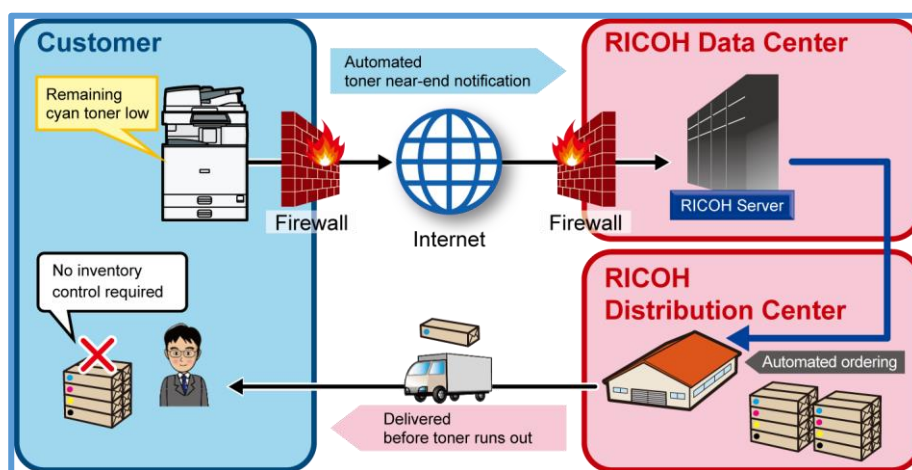 Customer
Remaining
cyan toner low
Firewall
Automated
toner near-end notification
Internet
RICOH Data Center
Firewall
RICOH Server
RICOH
Distribution Center
Automated ordering
Delivered
before toner runs out
No inventory
control required